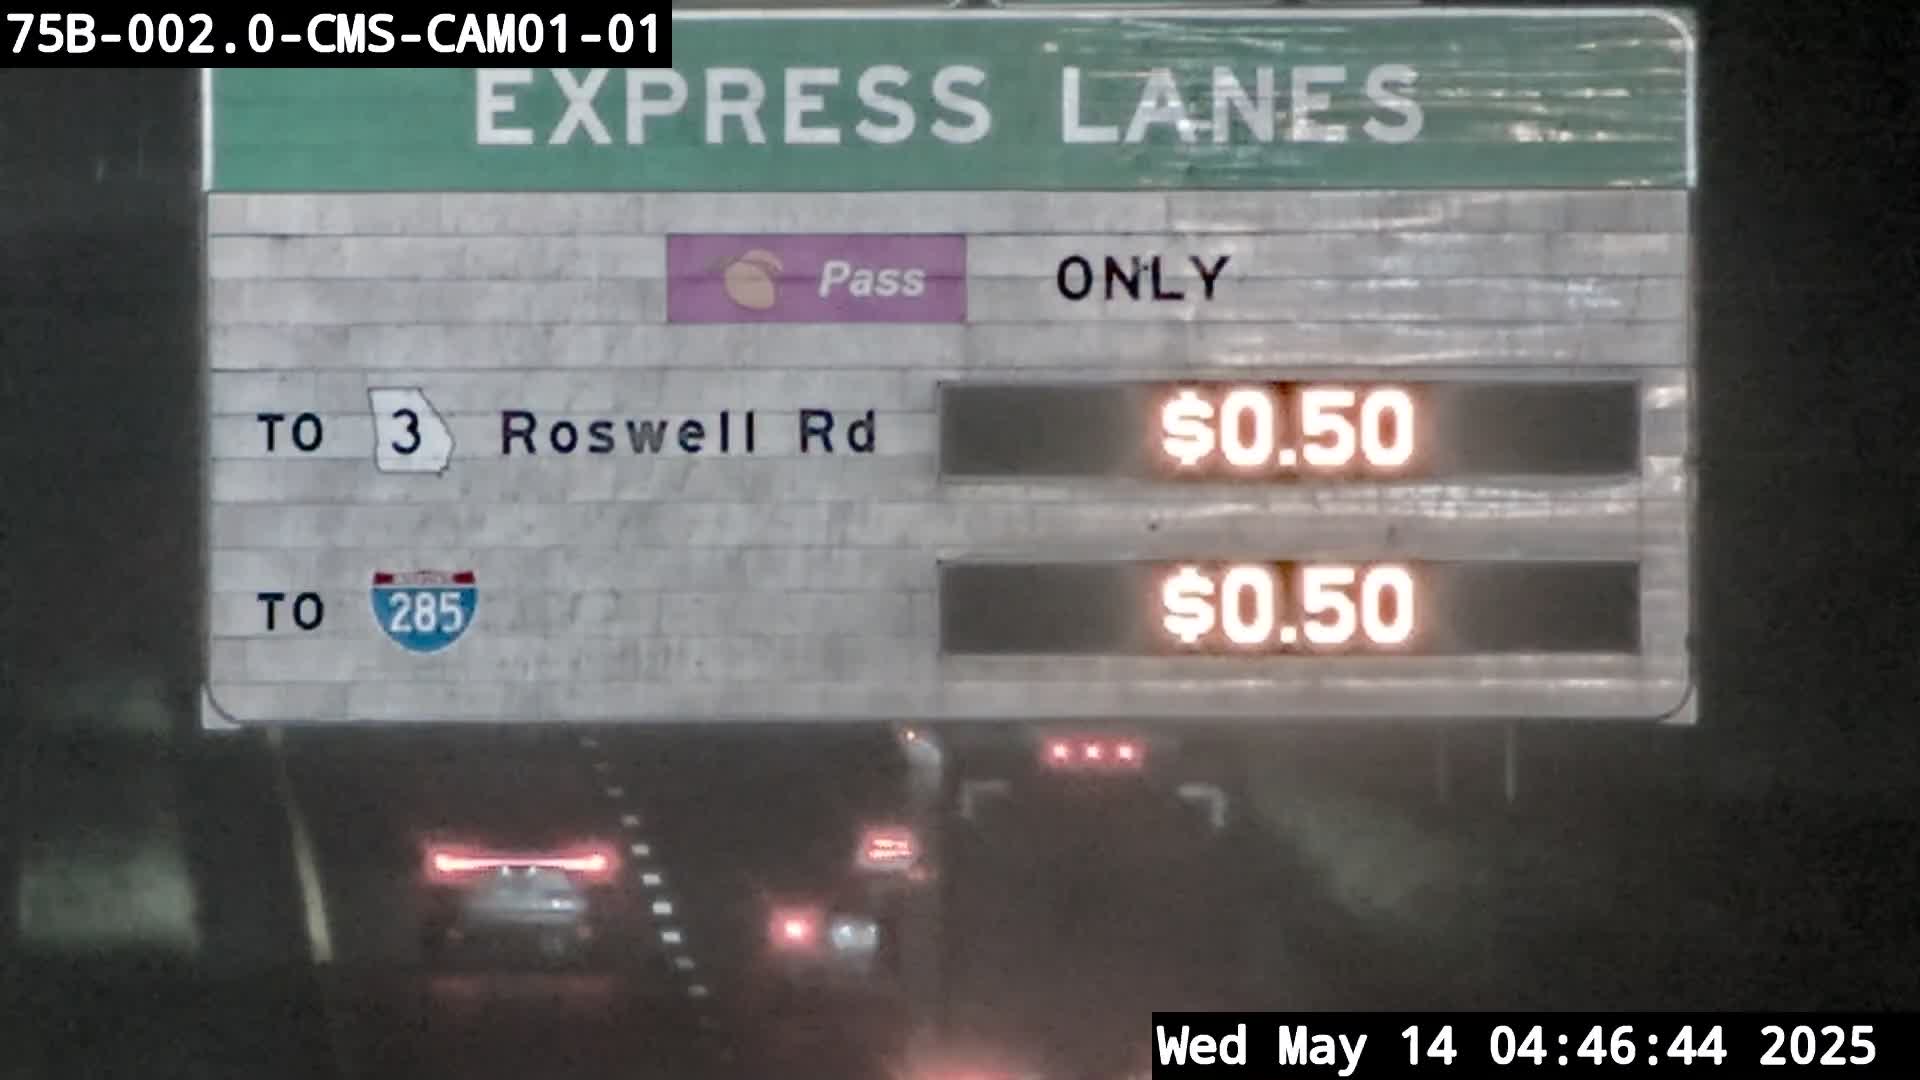 75B-002.0-CMS-CAM01-01
EXPRESS LANES
Pass ONLY
TO 3 Roswell Rd $0.50
TO 285 $0.50
Wed May 14 04:46:44 2025